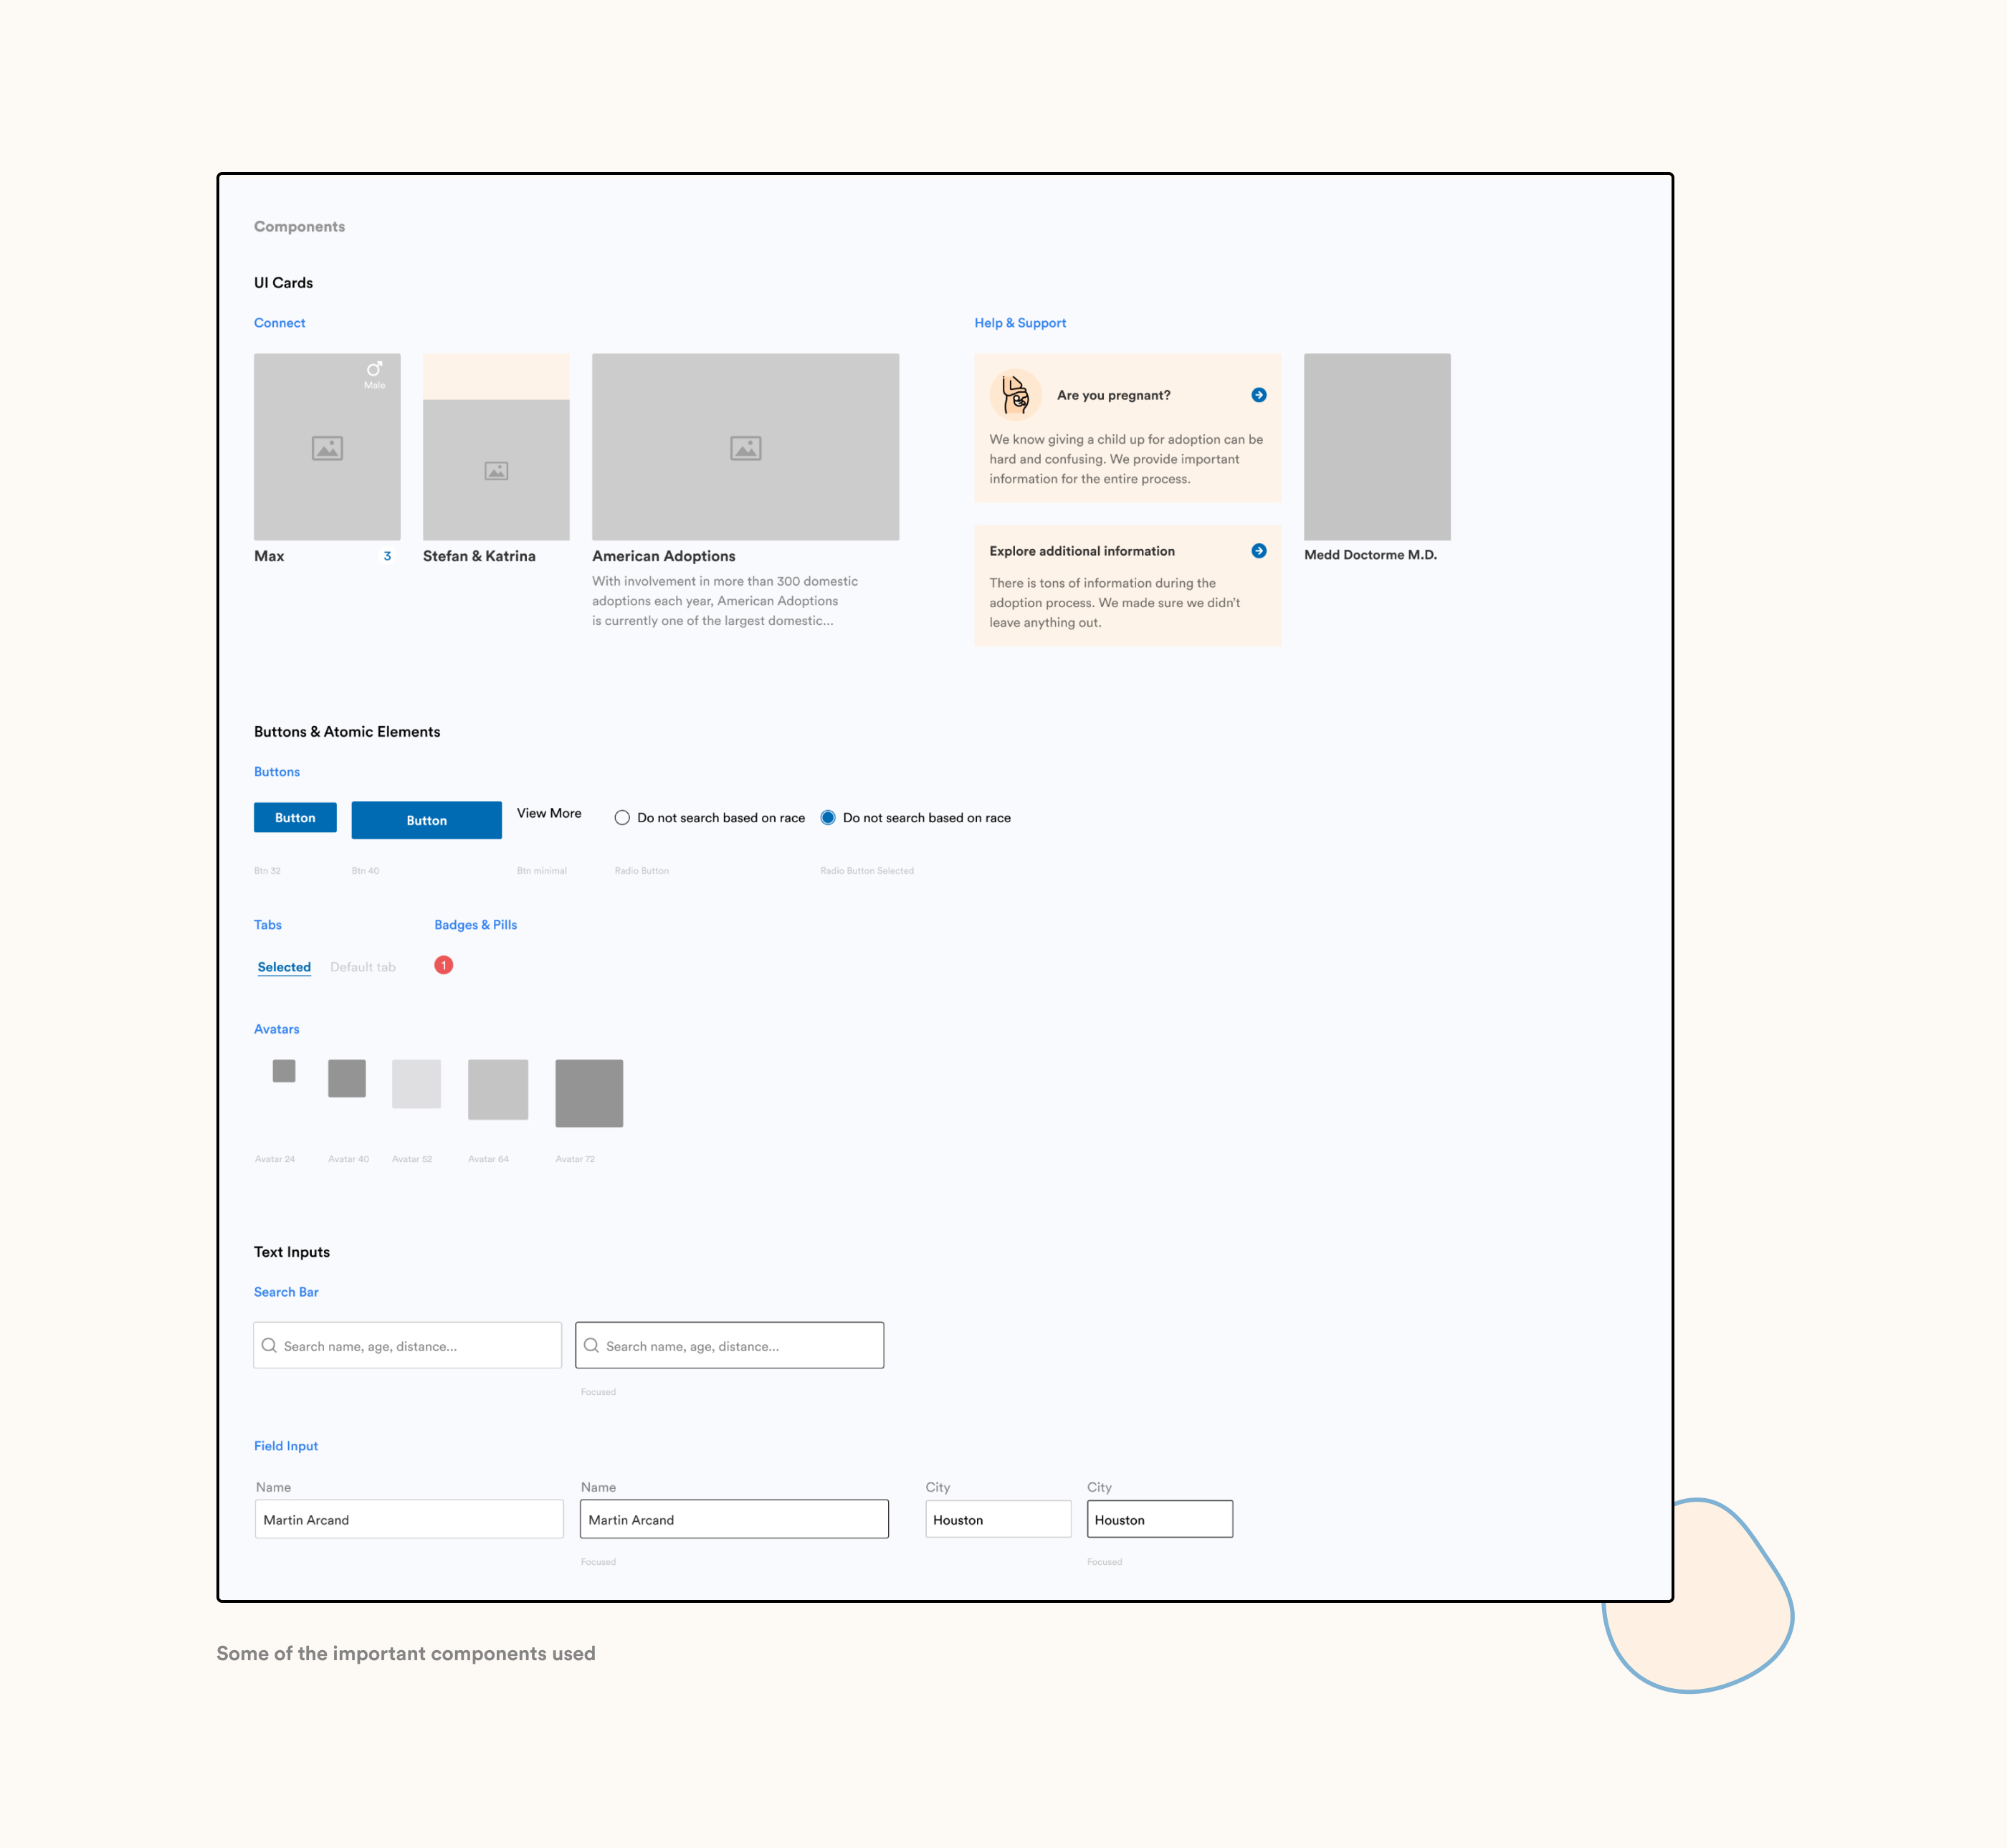 Components
UI Cards
Connect
Help & Support
Male
Max
3
Stefan & Katrina
American Adoptions
With involvement in more than 300 domestic
adoptions each year, American Adoptions
is currently one of the largest domestic...
Are you pregnant?
We know giving a child up for adoption can be
hard and confusing. We provide important
information for the entire process.
Explore additional information
There is tons of information during the
adoption process. We made sure we didn't
leave anything out.
Medd Doctorme M.D.
Buttons & Atomic Elements
Buttons
Button
Button
View More
Do not search based on race
Do not search based on race
Btn 32
Btn 40
Btn minimal
Radio Button
Radio Button Selected
Tabs
Badges & Pills
Selected
Default tab
1
Avatars
Avatar 24
Avatar 40
Avatar 52
Avatar 64
Avatar 72
Text Inputs
Search Bar
Search name, age, distance...
Search name, age, distance...
Focused
Field Input
Name
Name
City
City
Martin Arcand
Martin Arcand
Houston
Houston
Focused
Focused
Some of the important components used